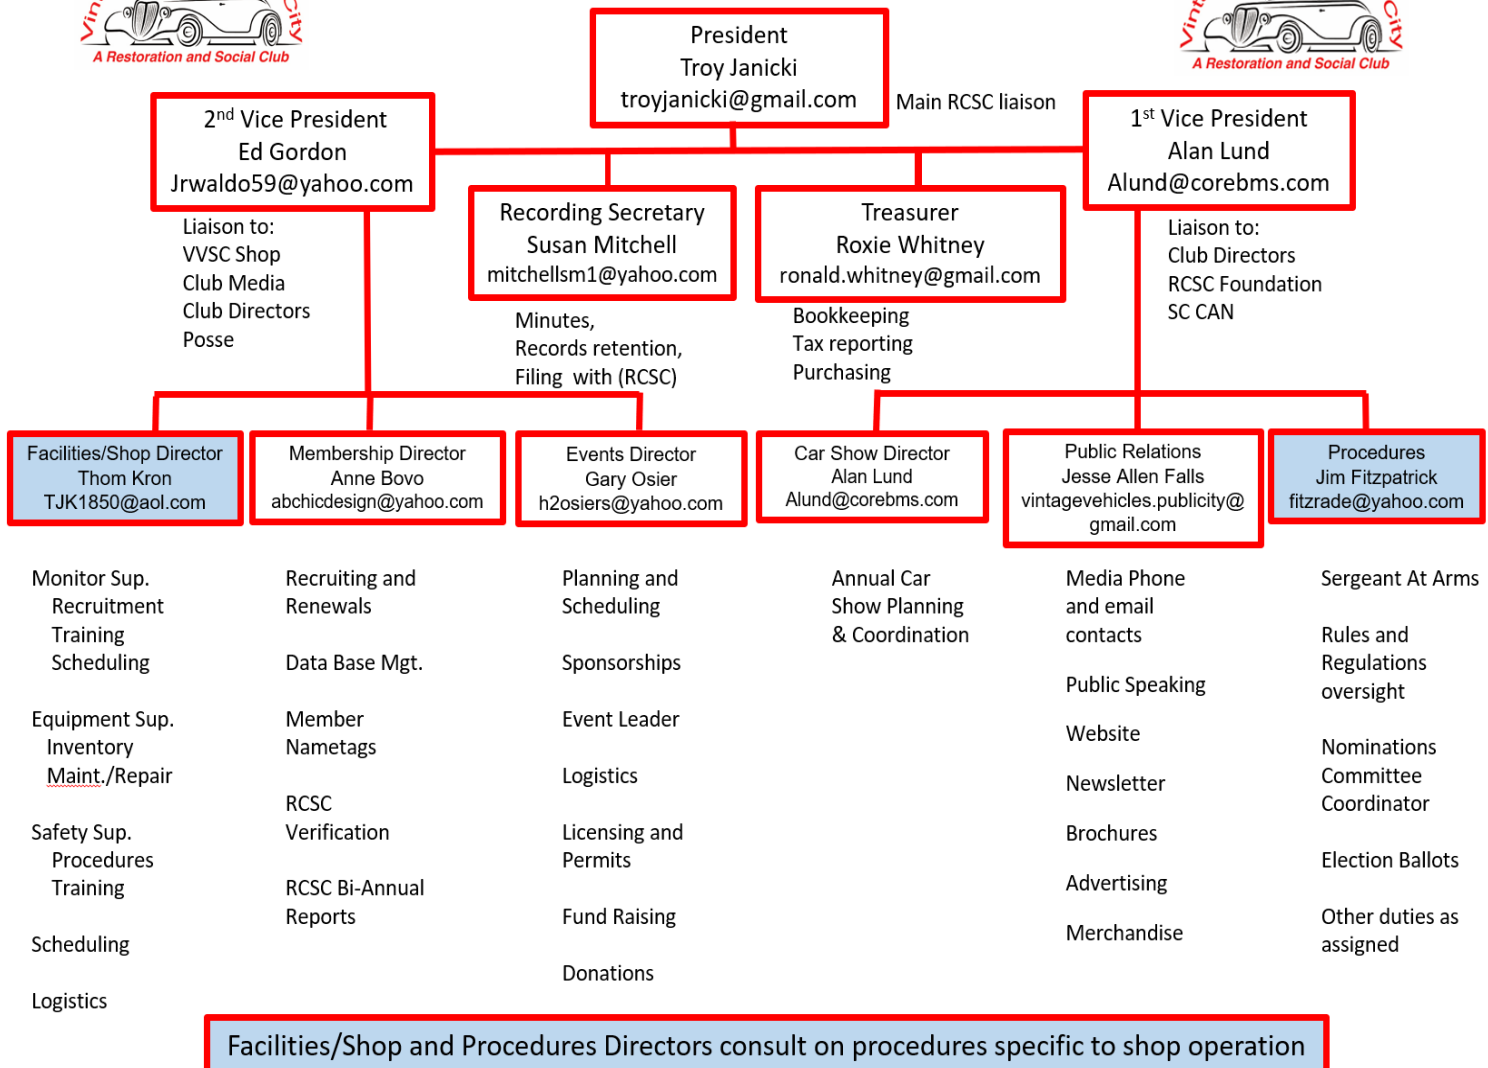 Vint
City
A Restoration and Social Club
President
Troy Janicki
troyjanicki@gmail.com
Main RCSC liaison
Vint
City
A Restoration and Social Club
2nd Vice President
Ed Gordon
Jrwaldo59@yahoo.com
1st Vice President
Alan Lund
Alund@corebms.com
Liaison to:
VVSC Shop
Club Media
Club Directors
Posse
Recording Secretary
Susan Mitchell
mitchellsm1@yahoo.com
Minutes,
Records retention,
Filing with (RCSC)
Treasurer
Roxie Whitney
ronald.whitney@gmail.com
Bookkeeping
Tax reporting
Purchasing
Liaison to:
Club Directors
RCSC Foundation
SC CAN
Facilities/Shop Director
Thom Kron
TJK1850@aol.com
Membership Director
Anne Bovo
abchicdesign@yahoo.com
Events Director
Gary Osier
h2osiers@yahoo.com
Car Show Director
Alan Lund
Alund@corebms.com
Public Relations
Jesse Allen Falls
vintagevehicles.publicity@
gmail.com
Procedures
Jim Fitzpatrick
fitzrade@yahoo.com
Monitor Sup.
Recruitment
Training
Scheduling
Equipment Sup.
Inventory
Maint./Repair
Safety Sup.
Procedures
Training
Scheduling
Logistics
Recruiting and
Renewals
Data Base Mgt.
Member
Nametags
RCSC
Verification
RCSC Bi-Annual
Reports
Planning and
Scheduling
Sponsorships
Event Leader
Logistics
Licensing and
Permits
Fund Raising
Donations
Annual Car
Show Planning
& Coordination
Media Phone
and email
contacts
Public Speaking
Website
Newsletter
Brochures
Advertising
Merchandise
Sergeant At Arms
Rules and
Regulations
oversight
Nominations
Committee
Coordinator
Election Ballots
Other duties as
assigned
Facilities/Shop and Procedures Directors consult on procedures specific to shop operation